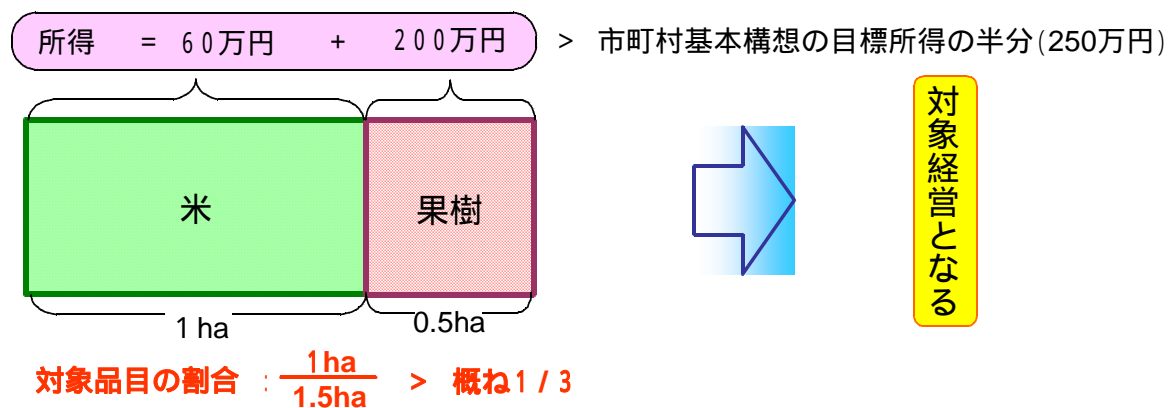 所得 = 60万円 + 200万円 > 市町村基本構想の目標所得の半分(250万円)
対象経営となる
米 果樹
1 ha 0.5ha
対象品目の割合 : 1ha / 1.5ha > 概ね1/3